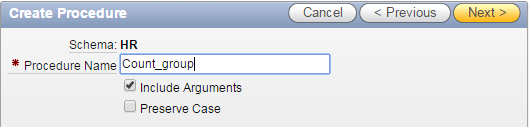 Create Procedure Cancel < Previous Next >
Schema: HR
* Procedure Name Count_group
Include Arguments
Preserve Case